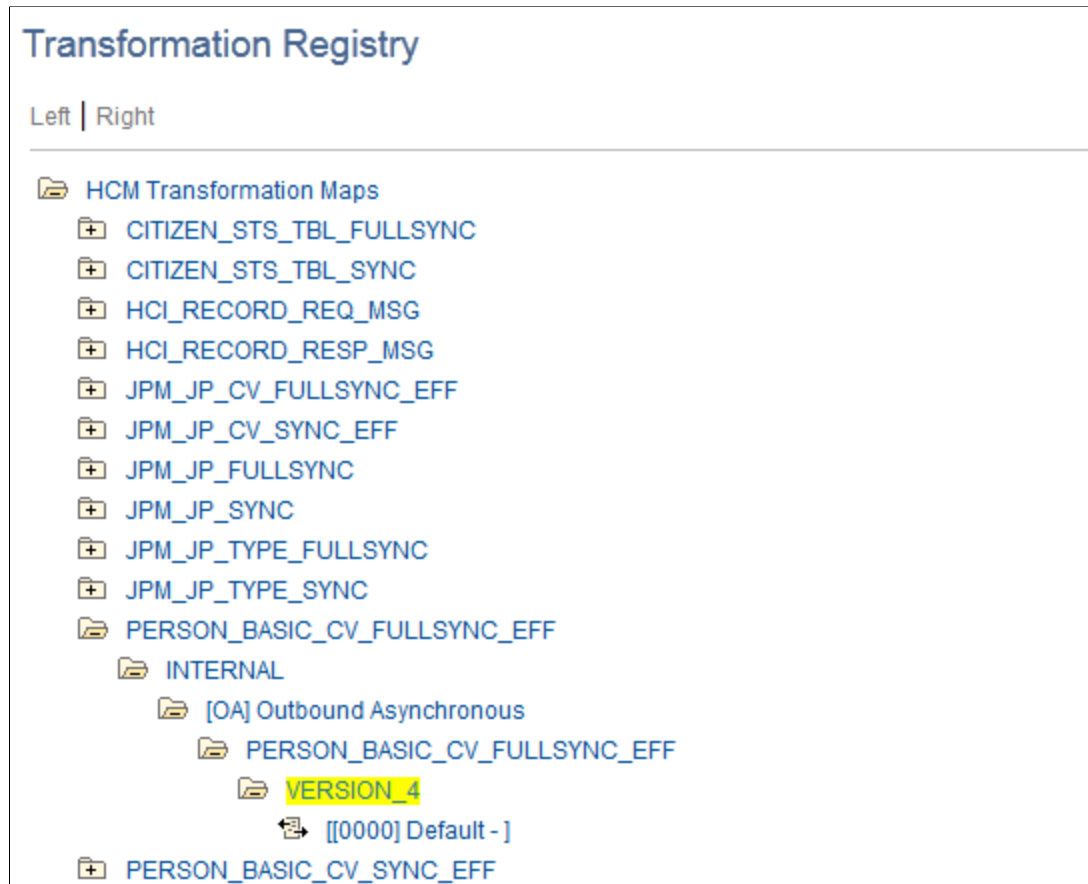 Transformation Registry
Left | Right
HCM Transformation Maps
CITIZEN_STS_TBL_FULLSYNC
CITIZEN_STS_TBL_SYNC
HCI_RECORD_REQ_MSG
HCI_RECORD_RESP_MSG
JPM_JP_CV_FULLSYNC_EFF
JPM_JP_CV_SYNC_EFF
JPM_JP_FULLSYNC
JPM_JP_SYNC
JPM_JP_TYPE_FULLSYNC
JPM_JP_TYPE_SYNC
PERSON_BASIC_CV_FULLSYNC_EFF
INTERNAL
[OA] Outbound Asynchronous
PERSON_BASIC_CV_FULLSYNC_EFF
VERSION_4
[[0000] Default - ]
PERSON_BASIC_CV_SYNC_EFF